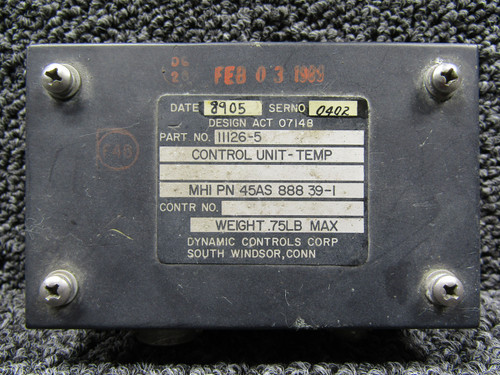 FEB 03 1989
DATE 8905 SERNO 0402
DESIGN ACT 07148
PART NO. 11126-5
CONTROL UNIT-TEMP
MHI PN 45AS 888 39-1
CONTR NO.
WEIGHT .75LB MAX
DYNAMIC CONTROLS CORP
SOUTH WINDSOR, CONN